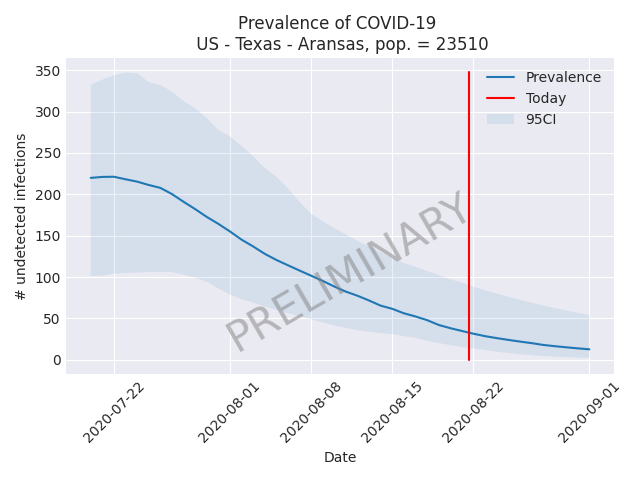 Prevalence of COVID-19
US - Texas - Aransas, pop. = 23510
350
300
250
200
150
100
50
0
# undetected infections
Prevalence
Today
95CI
PRELIMINARY
2020-07-22
2020-08-01
2020-08-08
2020-08-15
2020-08-22
2020-09-01
Date